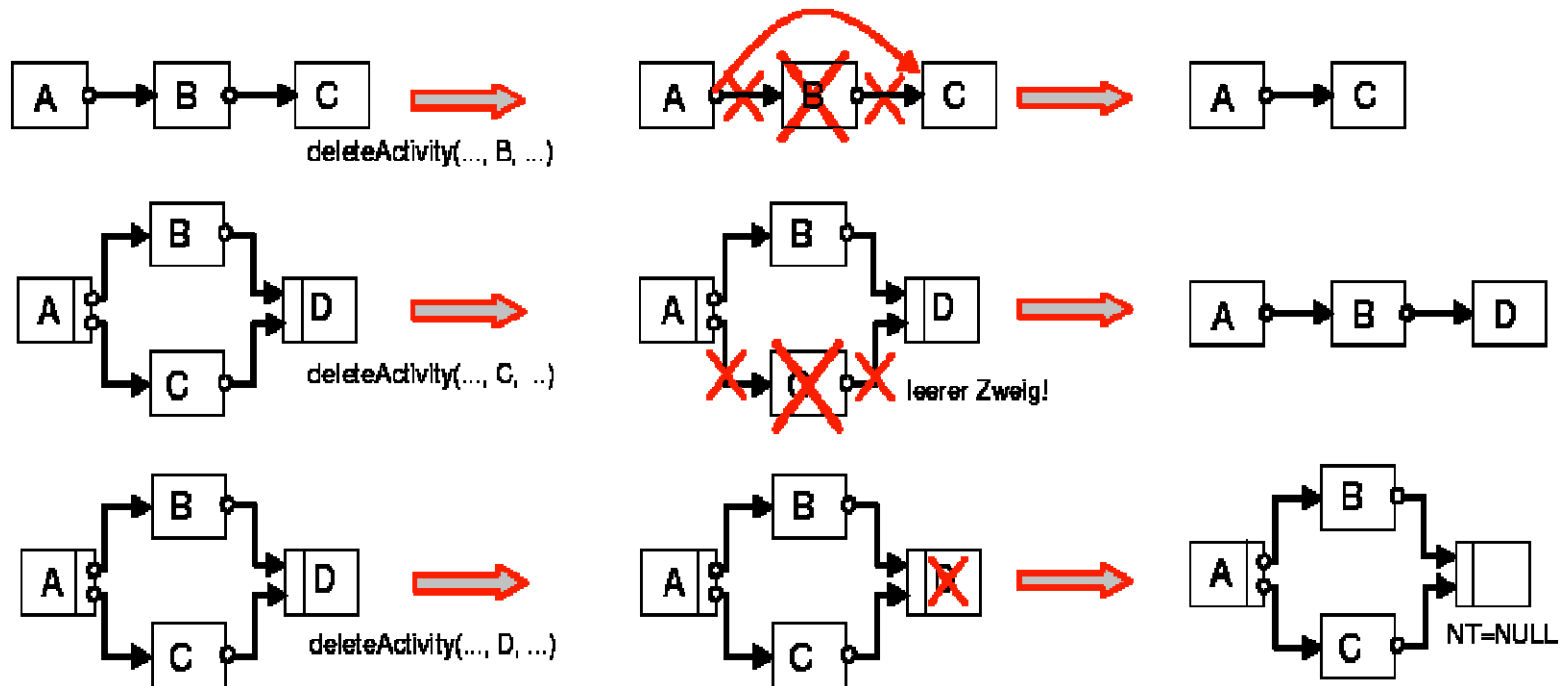 A B C A B C A C
deleteActivity(..., B, ...)
B B
A D A D A B D
C C
deleteActivity(..., C, ..)
leerer Zweig!
B B B
A D A D A
C C C
deleteActivity(..., D, ...)
NT=NULL